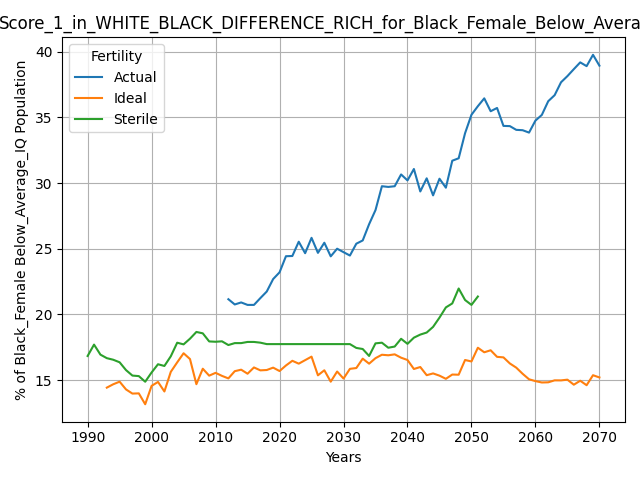 Score_1_in_WHITE_BLACK_DIFFERENCE_RICH_for_Black_Female_Below_Avera
% of Black_Female Below_Average_IQ Population
Fertility
Actual
Ideal
Sterile
40
35
30
25
20
15
1990 2000 2010 2020 2030 2040 2050 2060 2070
Years